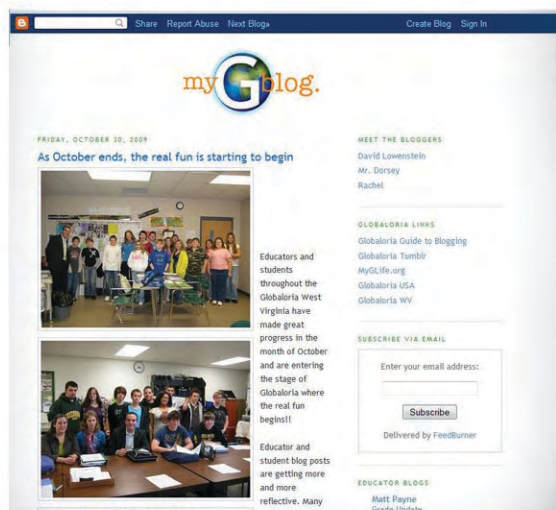 Share Report Abuse Next Blog» Create Blog Sign In
my G blog.
FRIDAY, OCTOBER 30, 2009
As October ends, the real fun is starting to begin
Educators and
students
throughout the
Globaloria West
Virginia have
made great
progress in the
month of October
and are entering
the stage of
Globaloria where
the real fun
begins!!
Educator and
student blog posts
are getting more
and more
reflective. Many
MEET THE BLOGGERS
David Lowenstein
Mr. Dorsey
Rachel
GLOBALORIA LINKS
Globaloria Guide to Blogging
Globaloria Tumblr
MyGLife.org
Globaloria USA
Globaloria WV
SUBSCRIBE VIA EMAIL
Enter your email address:
Subscribe
Delivered by FeedBurner
EDUCATOR BLOGS
Matt Payne
Grade Update